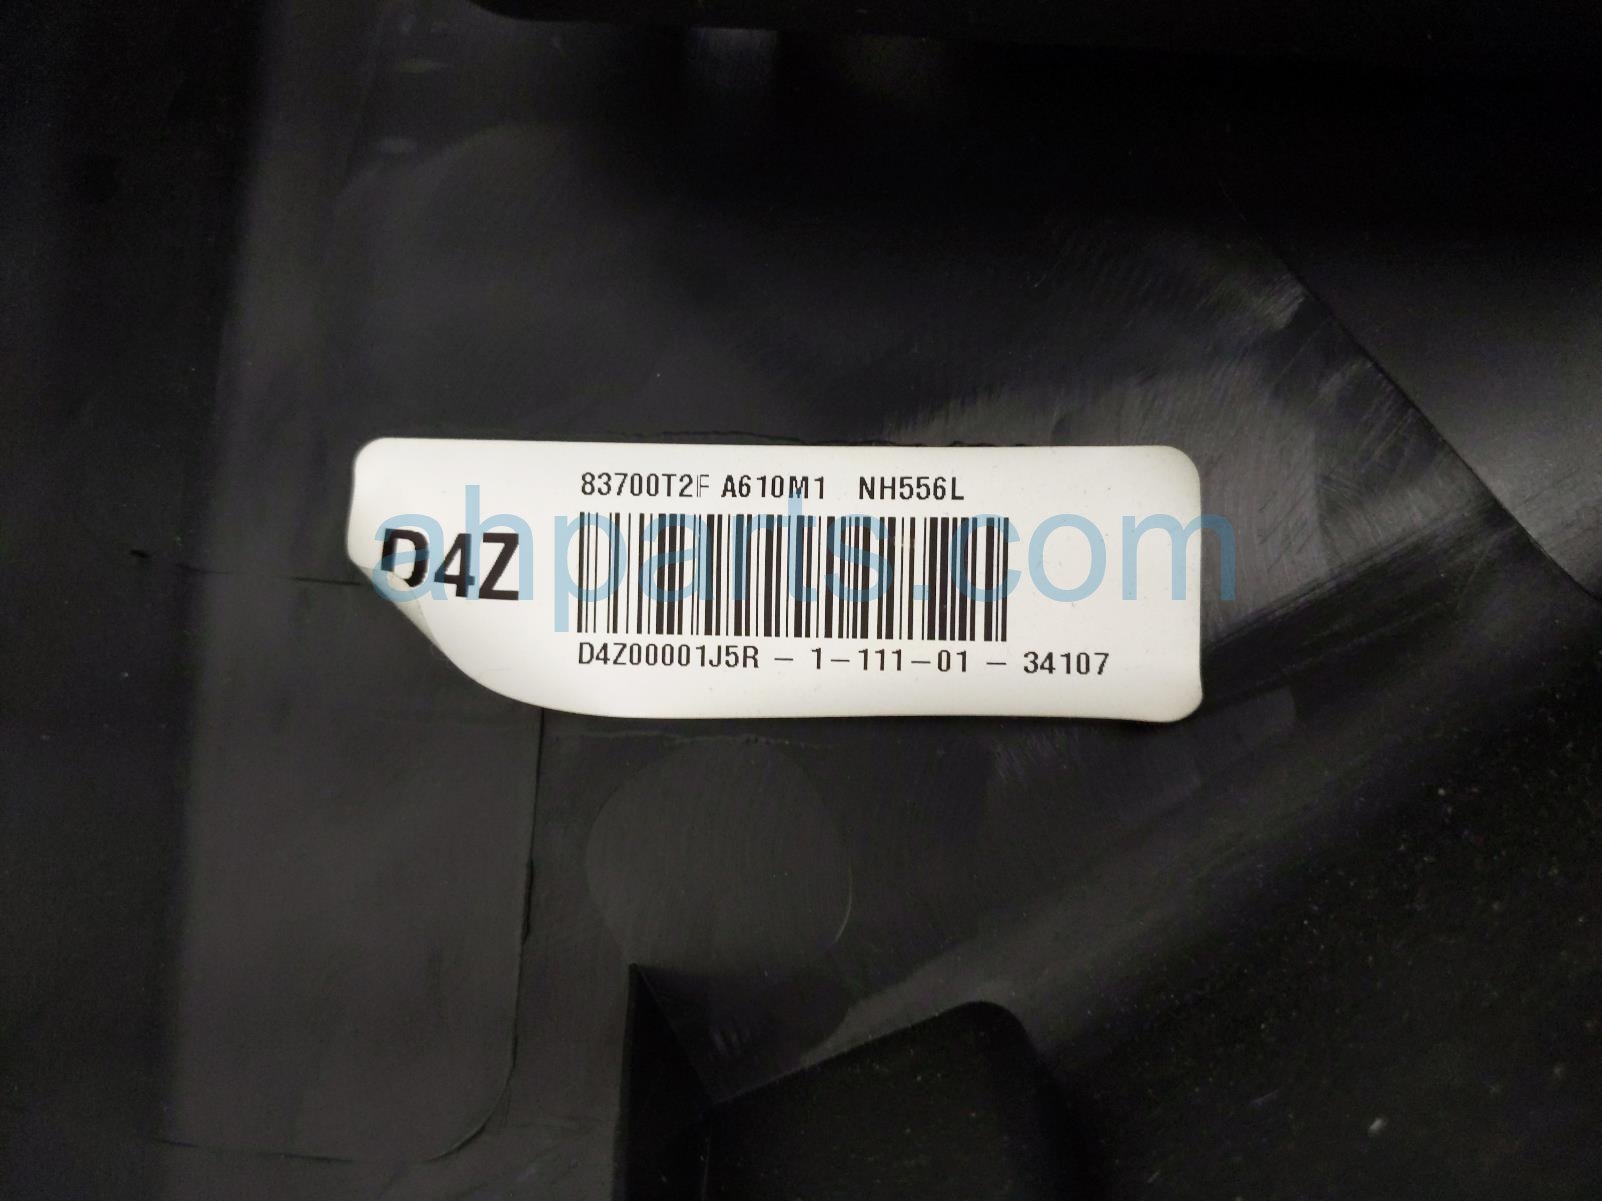 83700T2F A610M1 NH556L
D4Z
D4Z00001J5R - 1-111-01 - 34107
ahparts.com